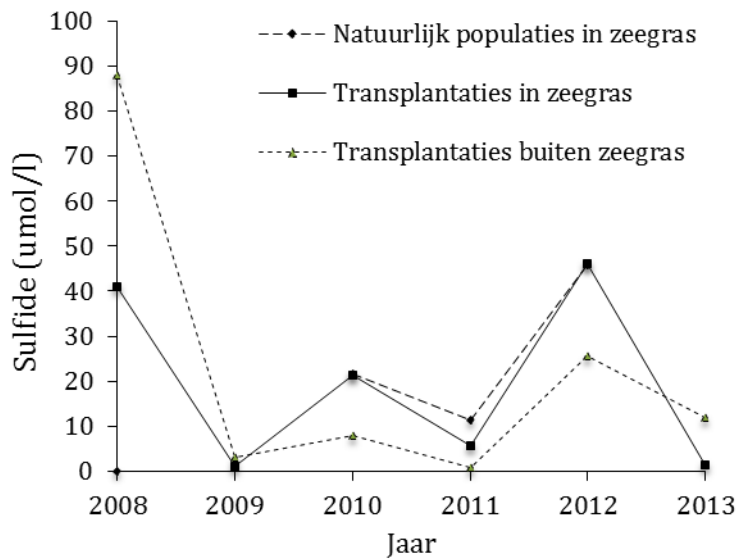 100
90
80
70
60
50
40
30
20
10
0
Sulfide (umol/l)
Natuurlijk populaties in zeegras
Transplantaties in zeegras
Transplantaties buiten zeegras
2008 2009 2010 2011 2012 2013
Jaar